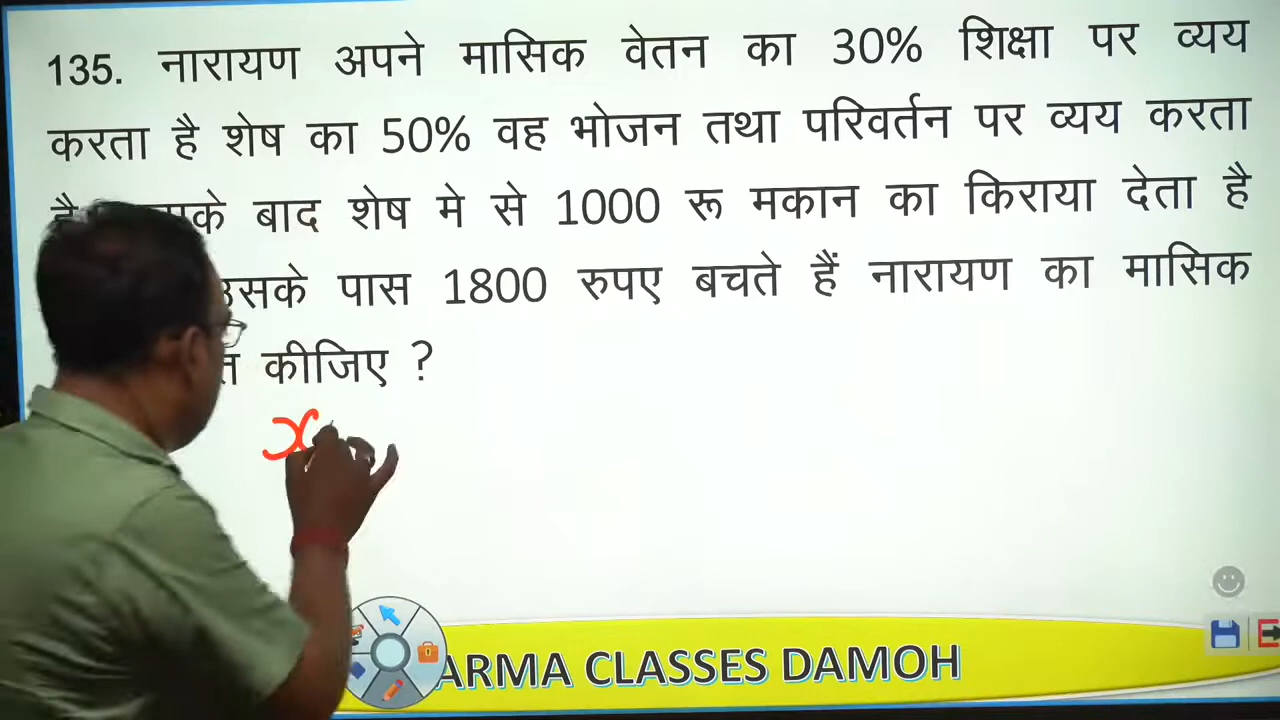 135. नारायण अपने मासिक वेतन का 30% शिक्षा पर व्यय
करता है शेष का 50% वह भोजन तथा परिवर्तन पर व्यय करता
है बाद शेष मे से 1000 रू मकान का किराया देता है
उसके पास 1800 रुपए बचते हैं नारायण का मासिक
कीजिए ?
x
ARMA CLASSES DAMOH